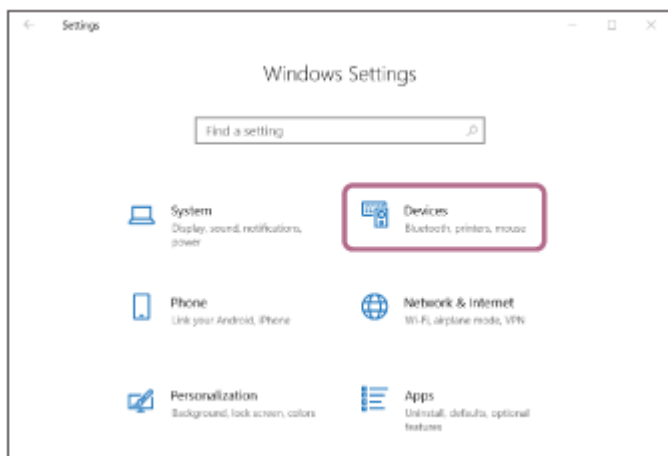 Settings
Windows Settings
Find a setting
System
Display, sound, notifications,
power
Devices
Bluetooth, printers, mouse
Phone
Link your Android, iPhone
Network & Internet
Wi-Fi, airplane mode, VPN
Personalization
Background, lock screen, colors
Apps
Uninstall, defaults, optional
features